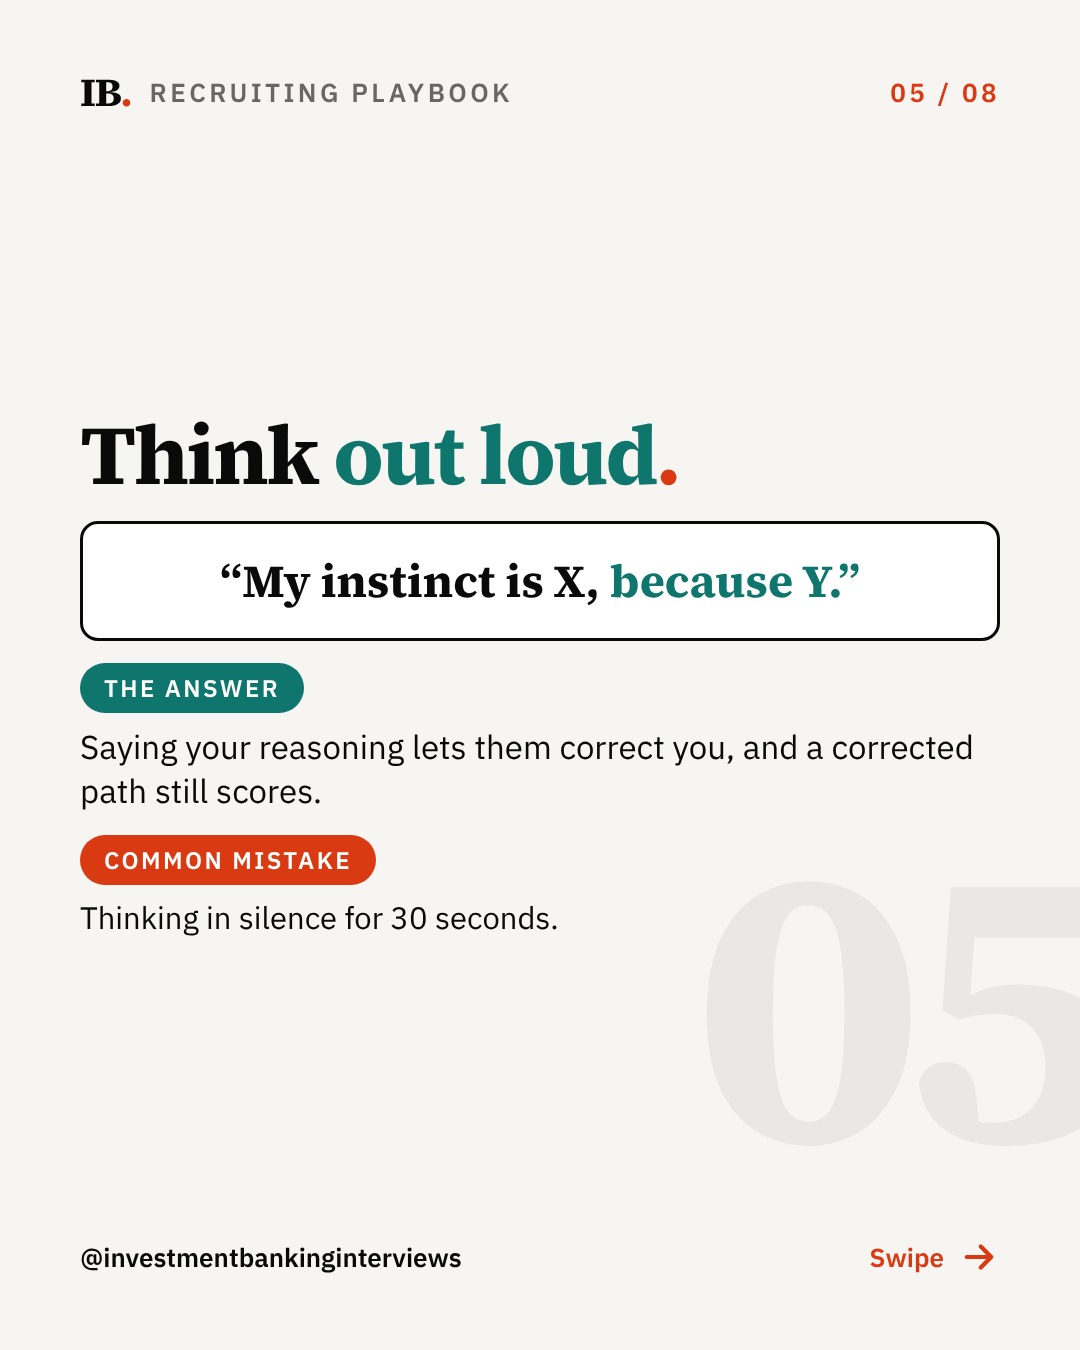 IB. RECRUITING PLAYBOOK
05 / 08
Think out loud.
“My instinct is X, because Y.”
THE ANSWER
Saying your reasoning lets them correct you, and a corrected
path still scores.
COMMON MISTAKE
Thinking in silence for 30 seconds.
05
@investmentbankinginterviews
Swipe →